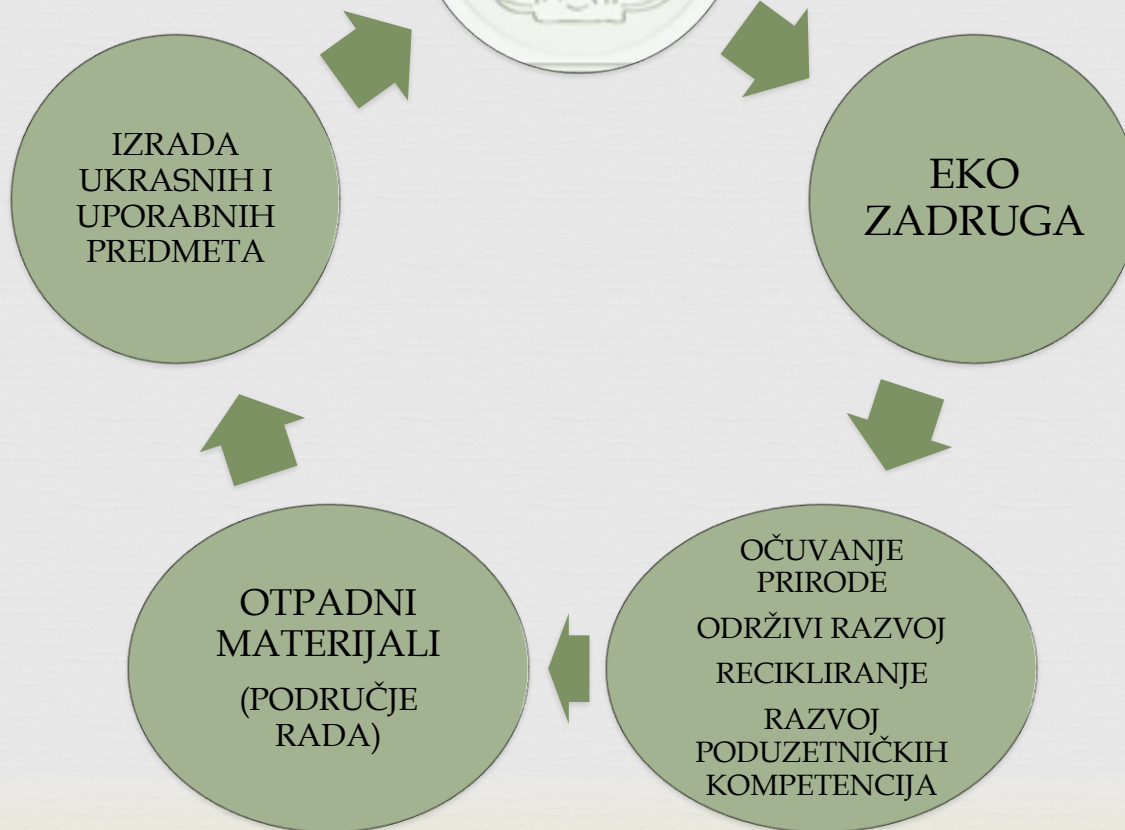 IZRADA
UKRASNIH I
UPORABNIH
PREDMETA
EKO
ZADRUGA
OČUVANJE
PRIRODE
ODRŽIVI RAZVOJ
RECIKLIRANJE
RAZVOJ
PODUZETNIČKIH
KOMPETENCIJA
OTPADNI
MATERIJALI
(PODRUČJE
RADA)